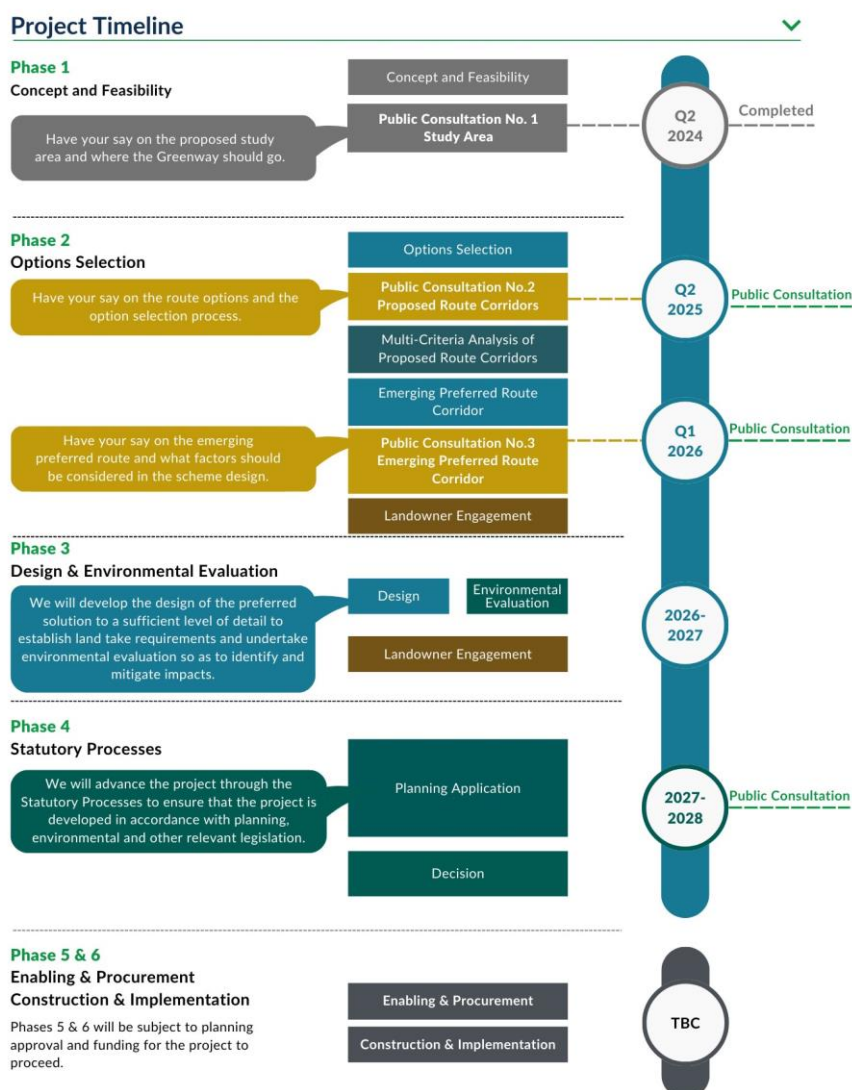 Project Timeline
Phase 1
Concept and Feasibility
Have your say on the proposed study
area and where the Greenway should go.
Concept and Feasibility
Public Consultation No. 1
Study Area
Q2
2024
Completed
Phase 2
Options Selection
Have your say on the route options and the
option selection process.
Options Selection
Public Consultation No.2
Proposed Route Corridors
Q2
2025
Public Consultation
Multi-Criteria Analysis of
Proposed Route Corridors
Emerging Preferred Route
Corridor
Have your say on the emerging
preferred route and what factors should
be considered in the scheme design.
Public Consultation No.3
Emerging Preferred Route
Corridor
Q1
2026
Public Consultation
Landowner Engagement
Phase 3
Design & Environmental Evaluation
We will develop the design of the preferred
solution to a sufficient level of detail to
establish land take requirements and undertake
environmental evaluation so as to identify and
mitigate impacts.
Design
Environmental
Evaluation
Landowner Engagement
2026-
2027
Phase 4
Statutory Processes
We will advance the project through the
Statutory Processes to ensure that the project is
developed in accordance with planning,
environmental and other relevant legislation.
Planning Application
Decision
2027-
2028
Public Consultation
Phase 5 & 6
Enabling & Procurement
Construction & Implementation
Phases 5 & 6 will be subject to planning
approval and funding for the project to
proceed.
Enabling & Procurement
Construction & Implementation
TBC